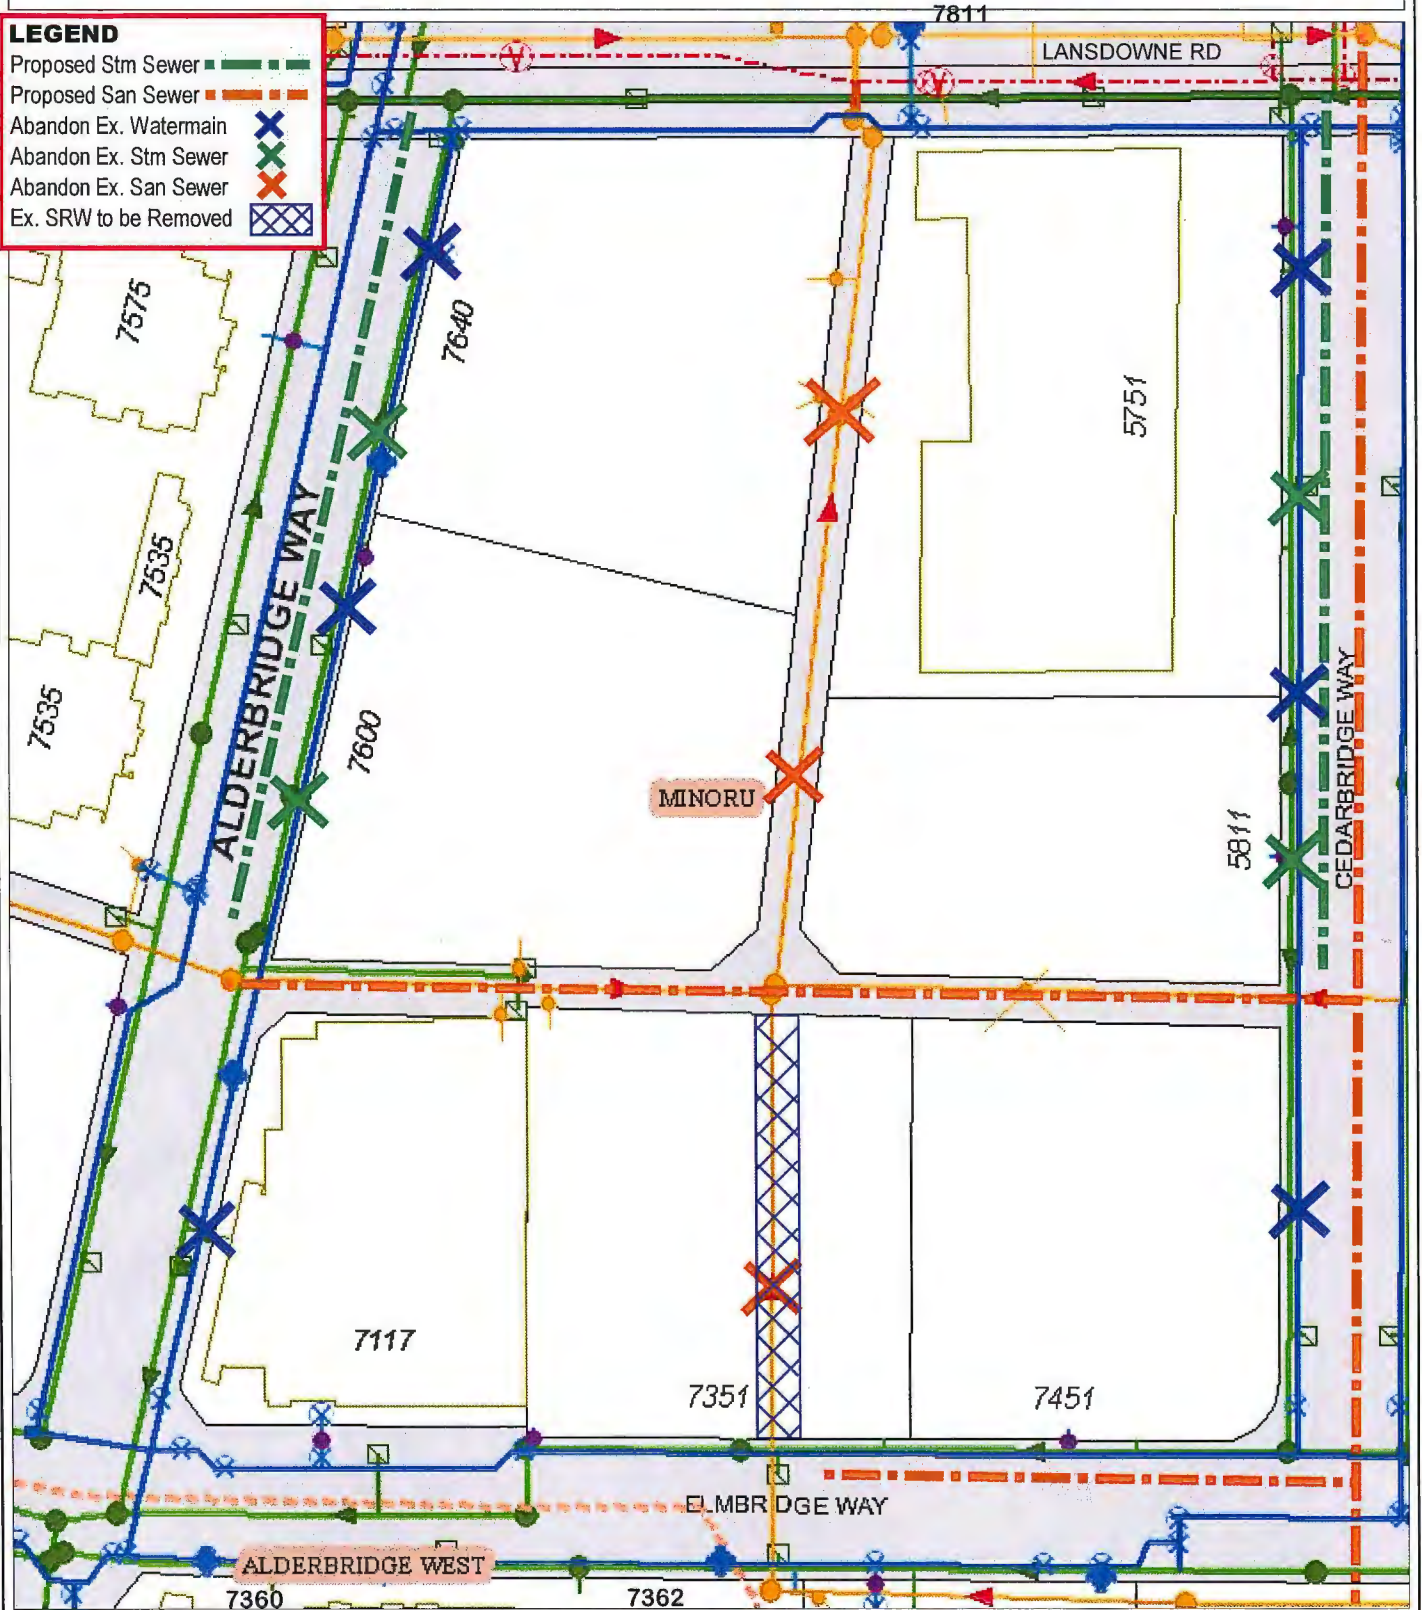 7811
LEGEND
Proposed Stm Sewer
Proposed San Sewer
Abandon Ex. Watermain
Abandon Ex. Stm Sewer
Abandon Ex. San Sewer
Ex. SRW to be Removed
LANSDOWNE RD
7575
7640
5751
7535
ALDERBRIDGE WAY
7535
7600
MINORU
5811
CEDARBRIDGE WAY
7117
7351
7451
ELMBRIDGE WAY
ALDERBRIDGE WEST
7360
7362